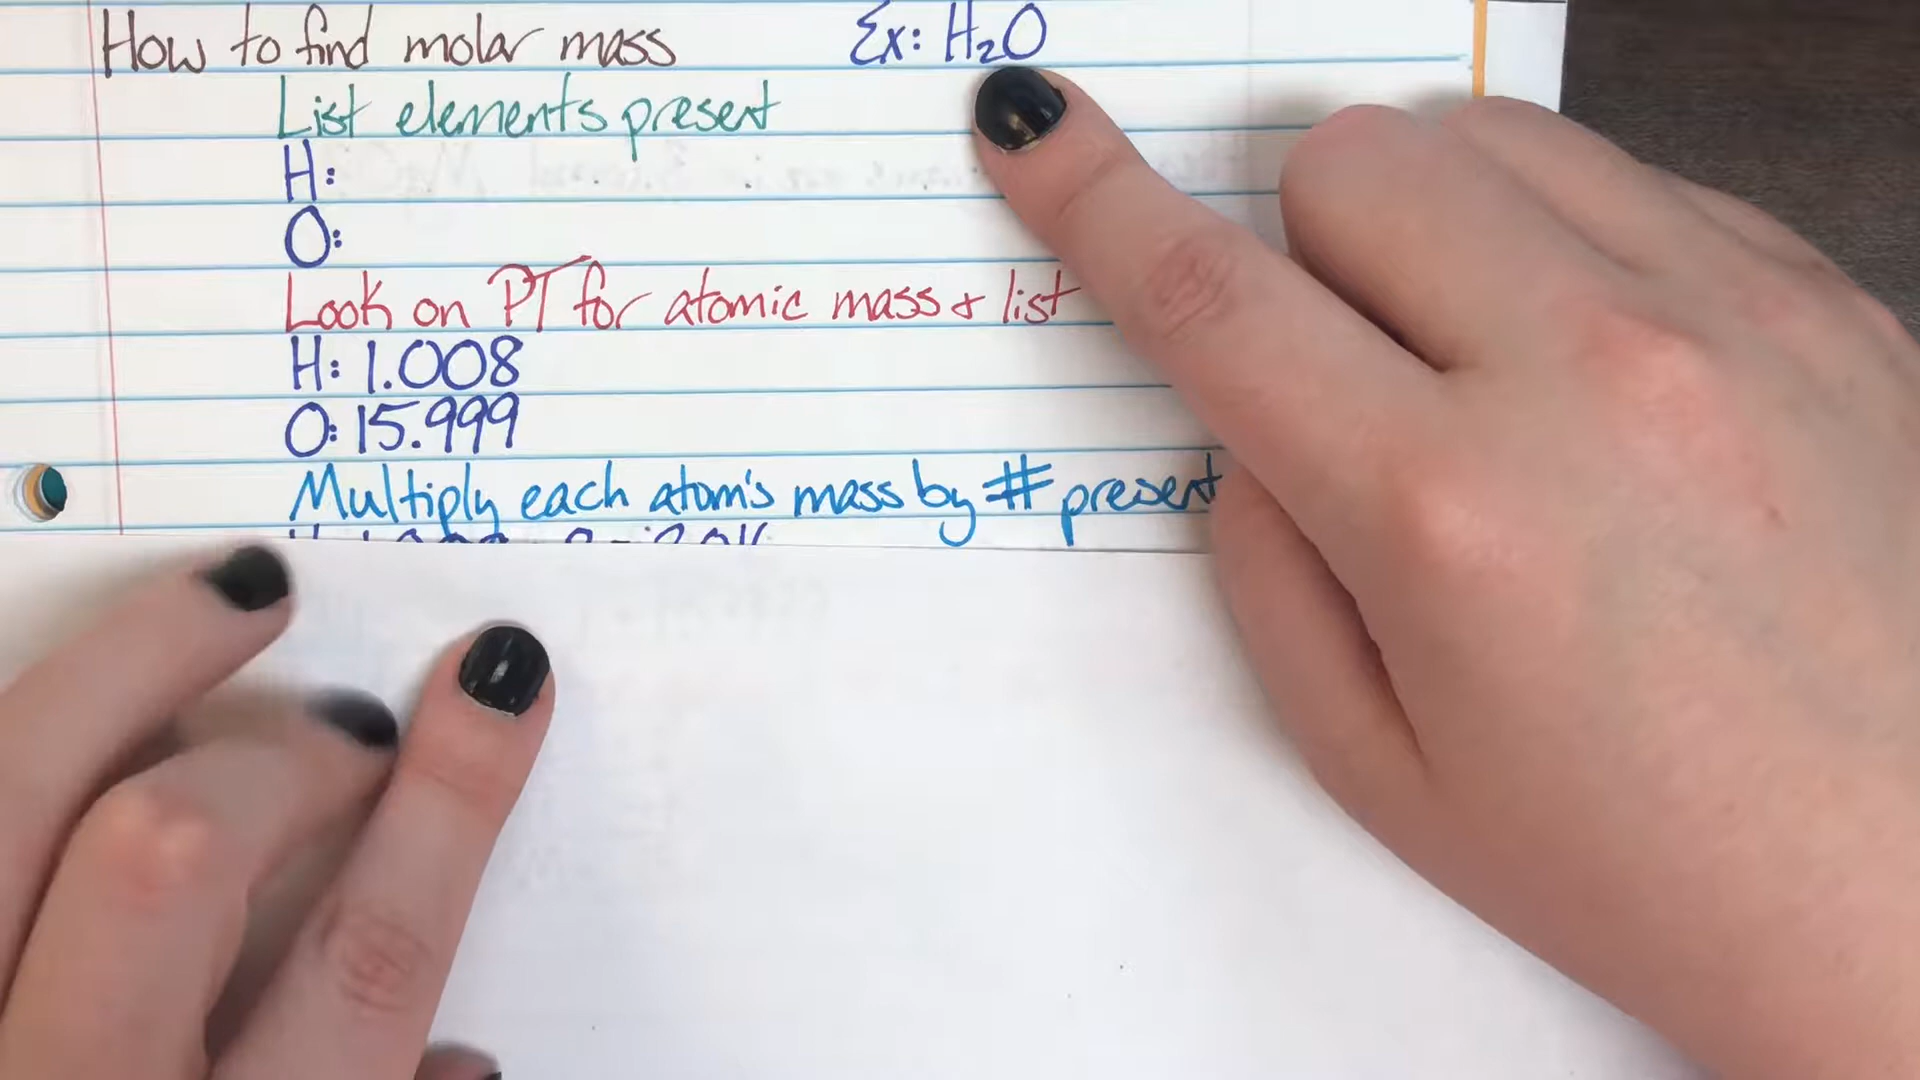 How to find molar mass Ex: H₂O
List elements present
H:
O:
Look on PT for atomic mass & list
H: 1.008
O: 15.999
Multiply each atom's mass by # present